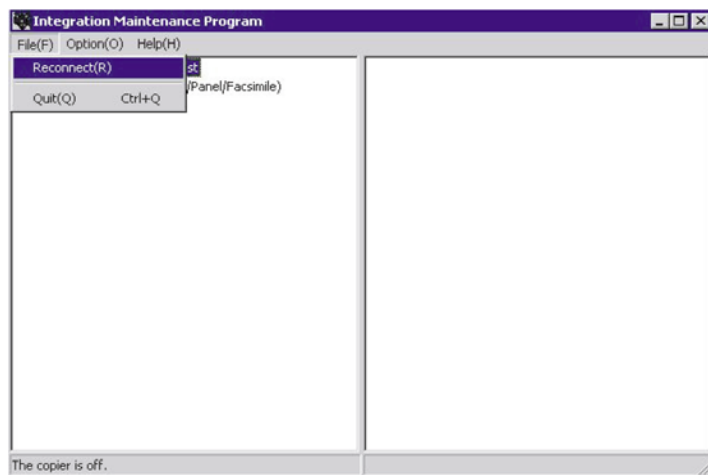 Integration Maintenance Program
File(F) Option(O) Help(H)
Reconnect(R) st
/Panel/Facsimile)
Quit(Q) Ctrl+Q
The copier is off.